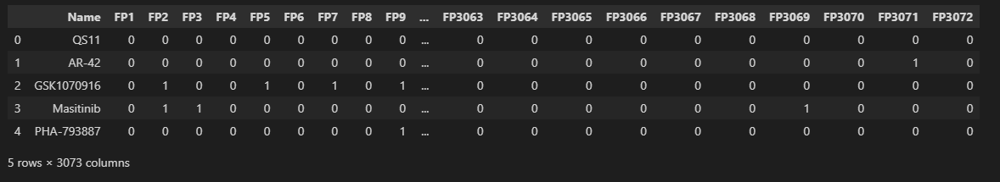 Name FP1 FP2 FP3 FP4 FP5 FP6 FP7 FP8 FP9 ... FP3063 FP3064 FP3065 FP3066 FP3067 FP3068 FP3069 FP3070 FP3071 FP3072
0 QS11 0 0 0 0 0 0 0 0 0 ... 0 0 0 0 0 0 0 0 0 0
1 AR-42 0 0 0 0 0 0 0 0 0 ... 0 0 0 0 0 0 0 0 1 0
2 GSK1070916 0 1 0 0 1 0 1 0 1 ... 0 0 0 0 0 0 0 0 0 0
3 Masitinib 0 1 1 0 0 0 0 0 0 ... 0 0 0 0 0 0 1 0 0 0
4 PHA-793887 0 0 0 0 0 0 0 0 1 ... 0 0 0 0 0 0 0 0 0 0
5 rows × 3073 columns